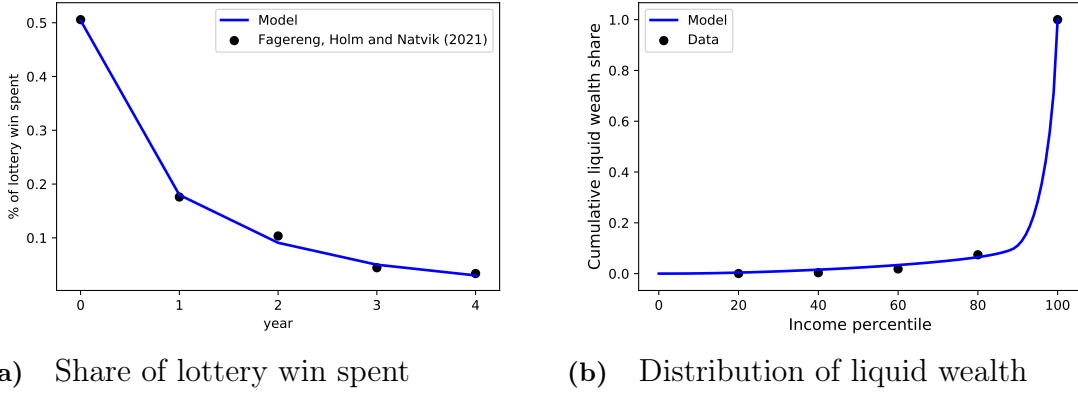 0.5
0.4
0.3
0.2
0.1
% of lottery win spent
Model
Fagereng, Holm and Natvik (2021)
0 1 2 3 4
year
a) Share of lottery win spent
1.0
0.8
0.6
0.4
0.2
0.0
Cumulative liquid wealth share
Model
Data
0 20 40 60 80 100
Income percentile
(b) Distribution of liquid wealth